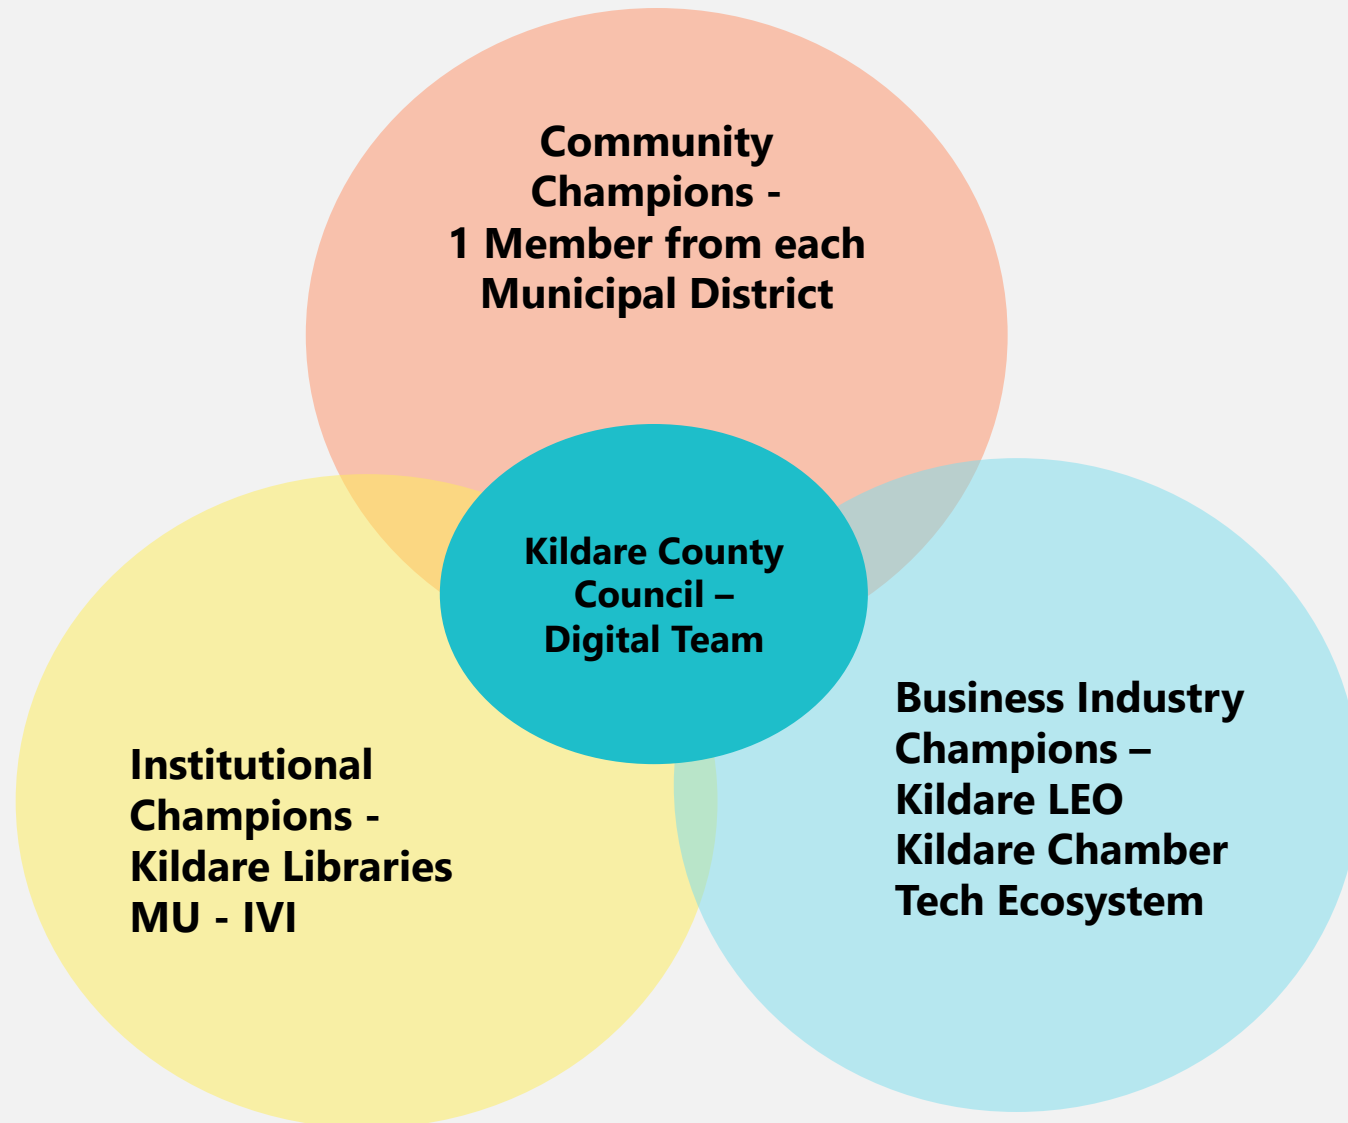 Community
Champions -
1 Member from each
Municipal District
Kildare County
Council –
Digital Team
Institutional
Champions -
Kildare Libraries
MU - IVI
Business Industry
Champions –
Kildare LEO
Kildare Chamber
Tech Ecosystem